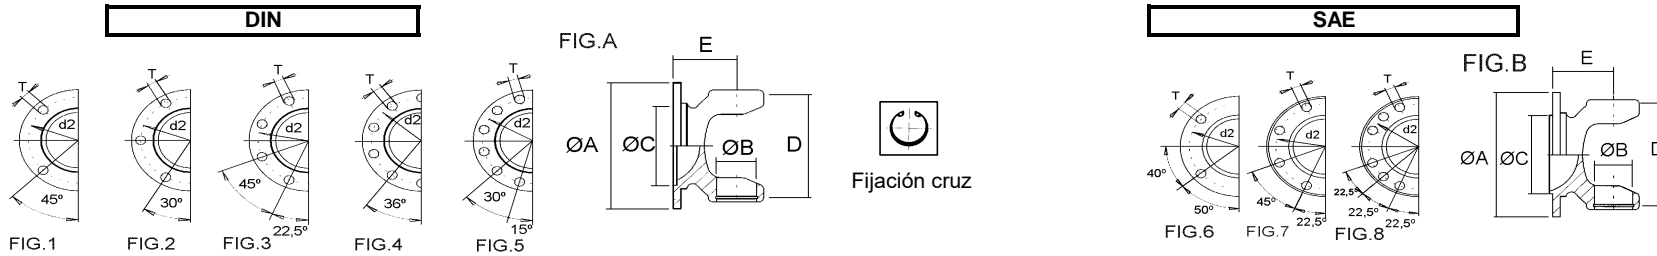 DIN
SAE
FIG.A
E
ØA
ØC
ØB
D
Fijación cruz
FIG.B
E
ØA
ØC
ØB
T
d2
45º
FIG.1
T
d2
30º
FIG.2
T
d2
45º
22,5º
FIG.3
T
d2
36º
FIG.4
T
d2
30º
15º
FIG.5
T
d2
40º
50º
FIG.6
T
d2
45º
22,5º
FIG.7
T
d2
22,5º
22,5º
22,5º
FIG.8